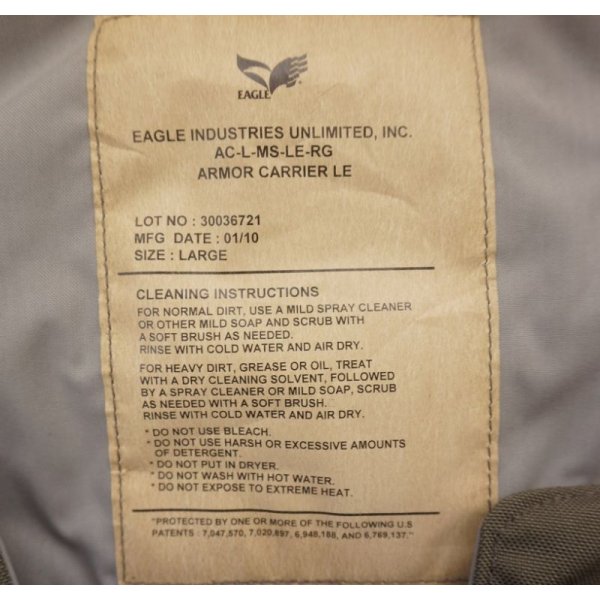 EAGLE
EAGLE INDUSTRIES UNLIMITED, INC.
AC-L-MS-LE-RG
ARMOR CARRIER LE
LOT NO : 30036721
MFG DATE : 01/10
SIZE : LARGE
CLEANING INSTRUCTIONS
FOR NORMAL DIRT, USE A MILD SPRAY CLEANER
OR OTHER MILD SOAP AND SCRUB WITH
A SOFT BRUSH AS NEEDED.
RINSE WITH COLD WATER AND AIR DRY.
FOR HEAVY DIRT, GREASE OR OIL, TREAT
WITH A DRY CLEANING SOLVENT, FOLLOWED
BY A SPRAY CLEANER OR MILD SOAP, SCRUB
AS NEEDED WITH A SOFT BRUSH.
RINSE WITH COLD WATER AND AIR DRY.
* DO NOT USE BLEACH.
* DO NOT USE HARSH OR EXCESSIVE AMOUNTS
OF DETERGENT.
* DO NOT PUT IN DRYER.
* DO NOT WASH WITH HOT WATER.
* DO NOT EXPOSE TO EXTREME HEAT.
"PROTECTED BY ONE OR MORE OF THE FOLLOWING U.S
PATENTS : 7,047,570, 7,020,897, 6,948,188, AND 6,769,137."